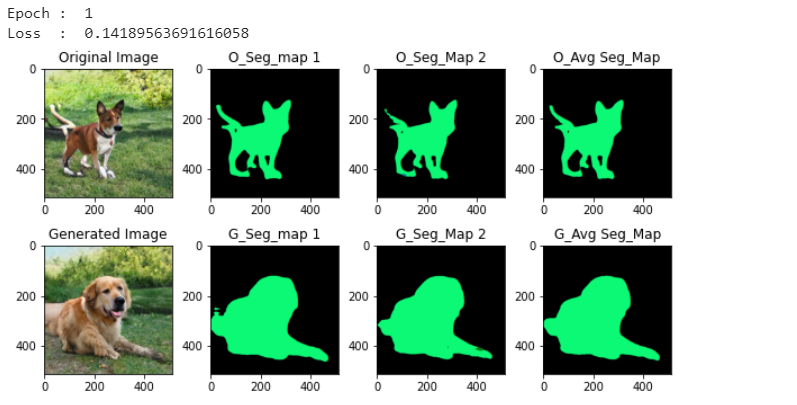 Epoch :  1
Loss  :  0.14189563691616058
Original Image O_Seg_map 1 O_Seg_Map 2 O_Avg Seg_Map
0 0 0 0
200 200 200 200
400 400 400 400
0 200 400 0 200 400 0 200 400 0 200 400
Generated Image G_Seg_map 1 G_Seg_Map 2 G_Avg Seg_Map
0 0 0 0
200 200 200 200
400 400 400 400
0 200 400 0 200 400 0 200 400 0 200 400